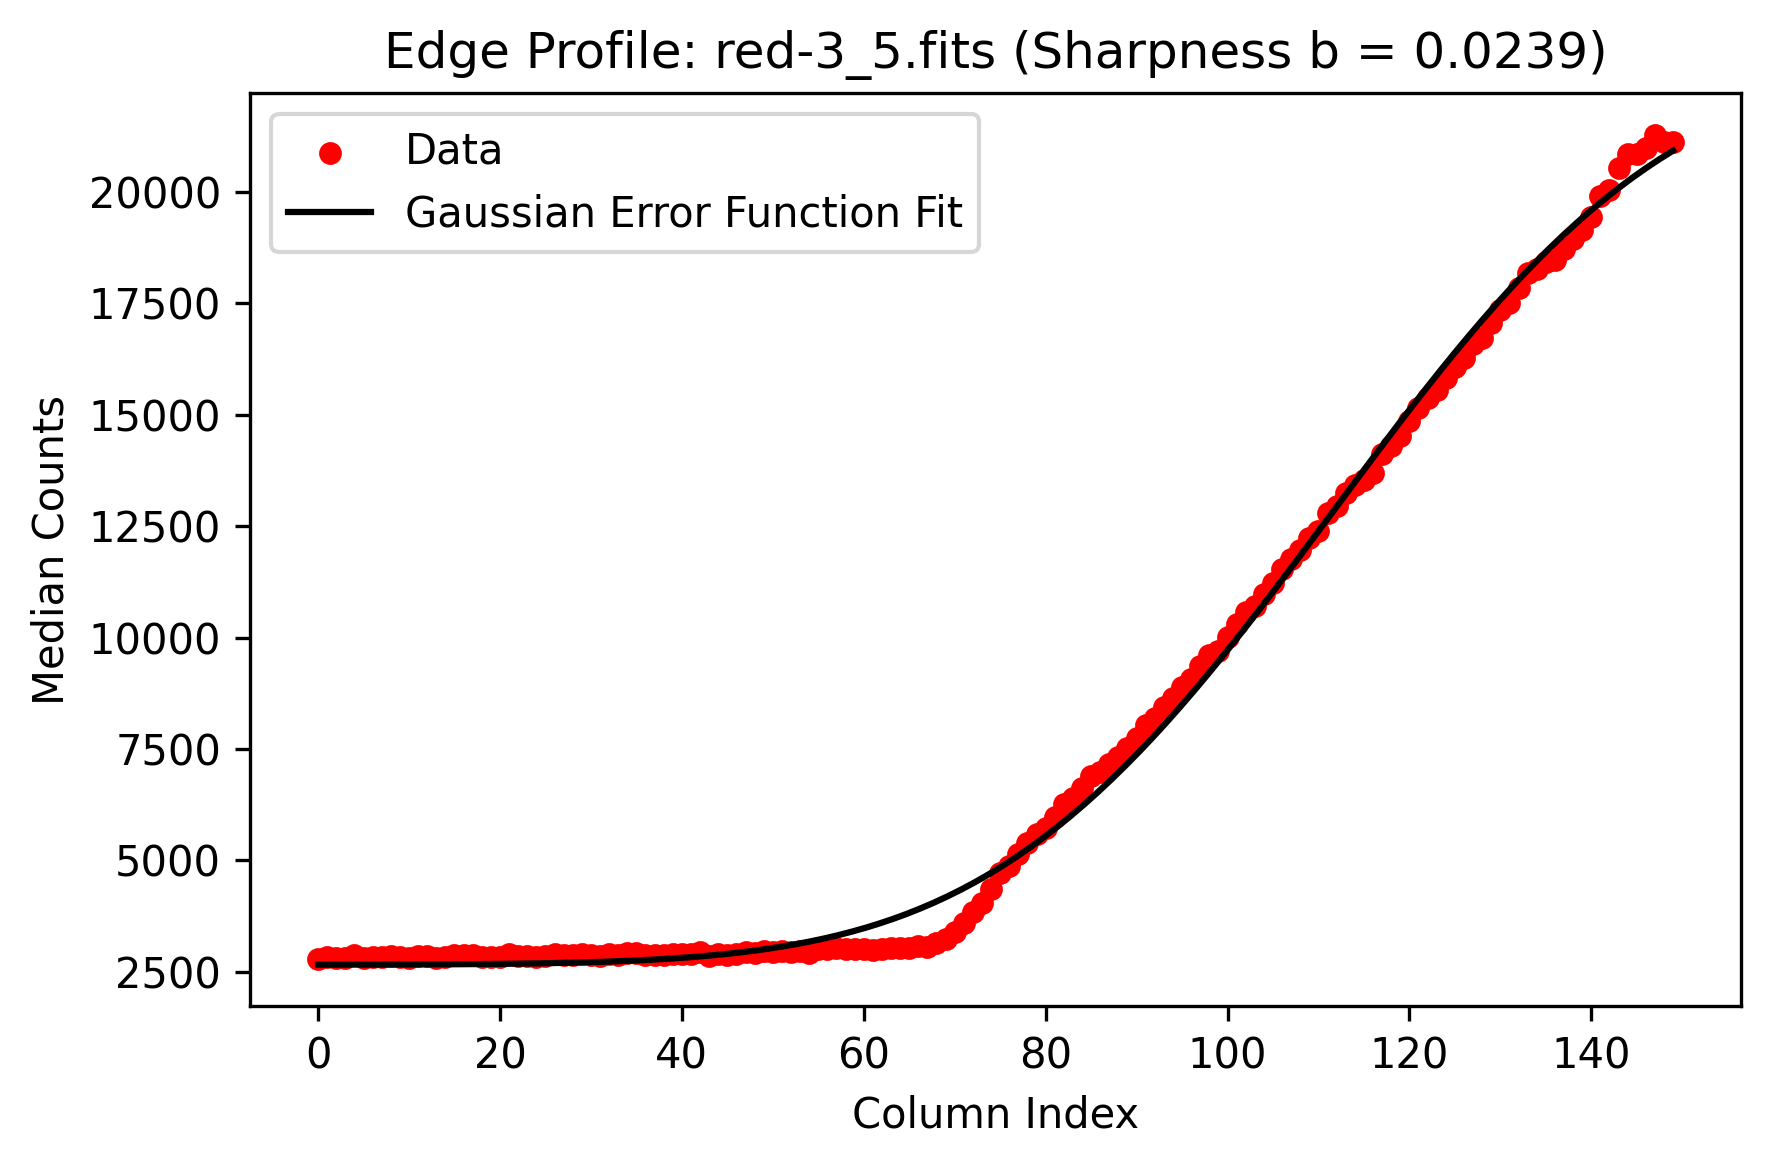 Edge Profile: red-3_5.fits (Sharpness b = 0.0239)
Data
Gaussian Error Function Fit
20000
17500
15000
12500
10000
7500
5000
2500
Median Counts
0 20 40 60 80 100 120 140
Column Index